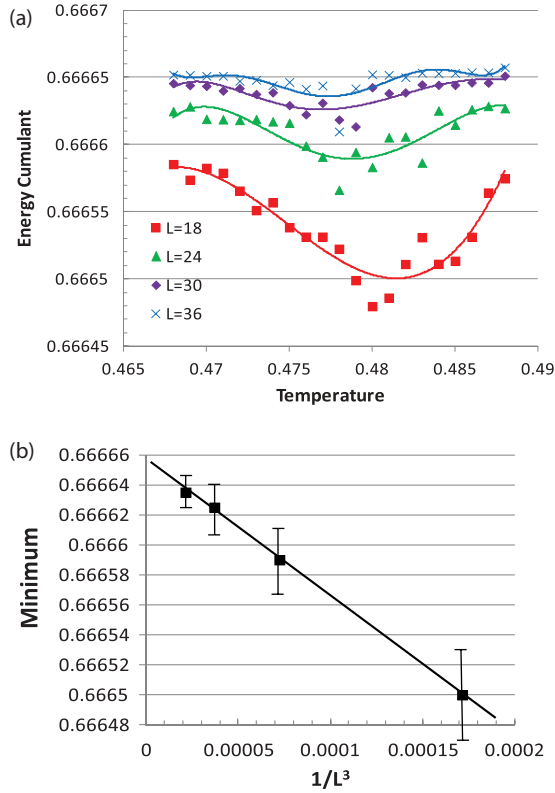 (a)
0.6667
0.66665
0.6666
0.66655
0.6665
0.66645
Energy Cumulant
L=18
L=24
L=30
L=36
0.465 0.47 0.475 0.48 0.485 0.49
Temperature
(b)
0.66666
0.66664
0.66662
0.6666
0.66658
0.66656
0.66654
0.66652
0.6665
0.66648
Minimum
0 0.00005 0.0001 0.00015 0.0002
1/L³